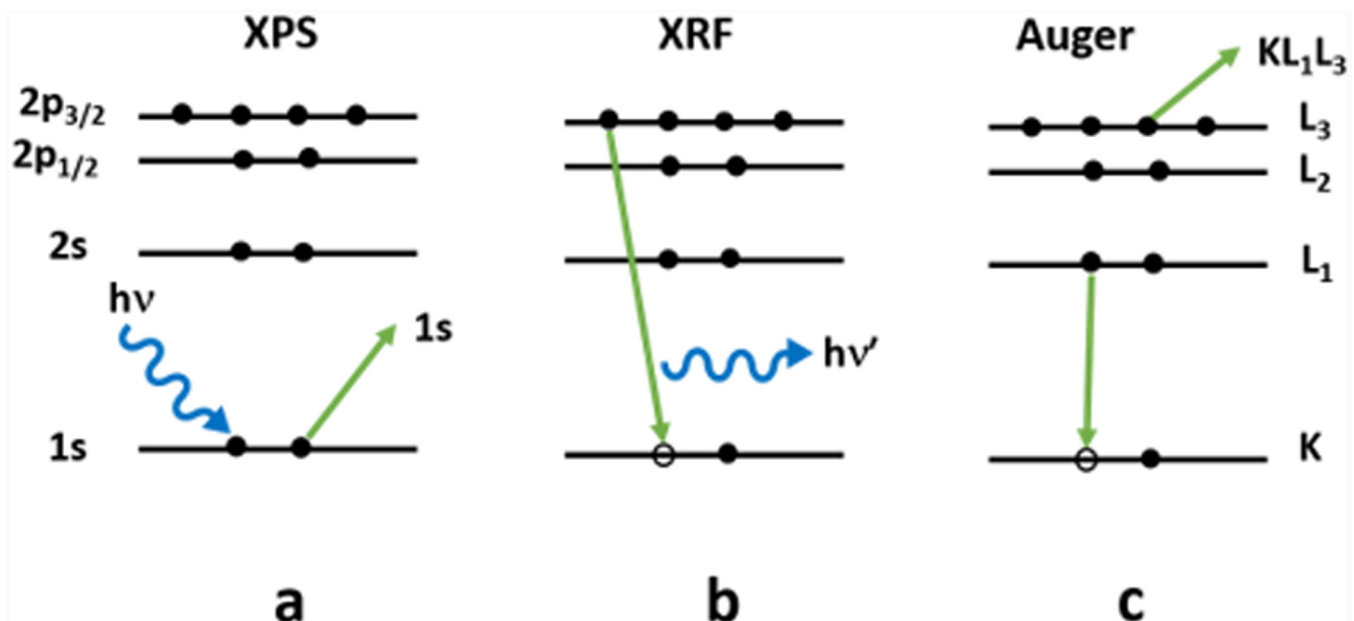 XPS
XRF
Auger
KL₁L₃
2p₃/₂
L₃
2p₁/₂
L₂
2s
L₁
hν
1s
hν′
1s
K
a
b
c